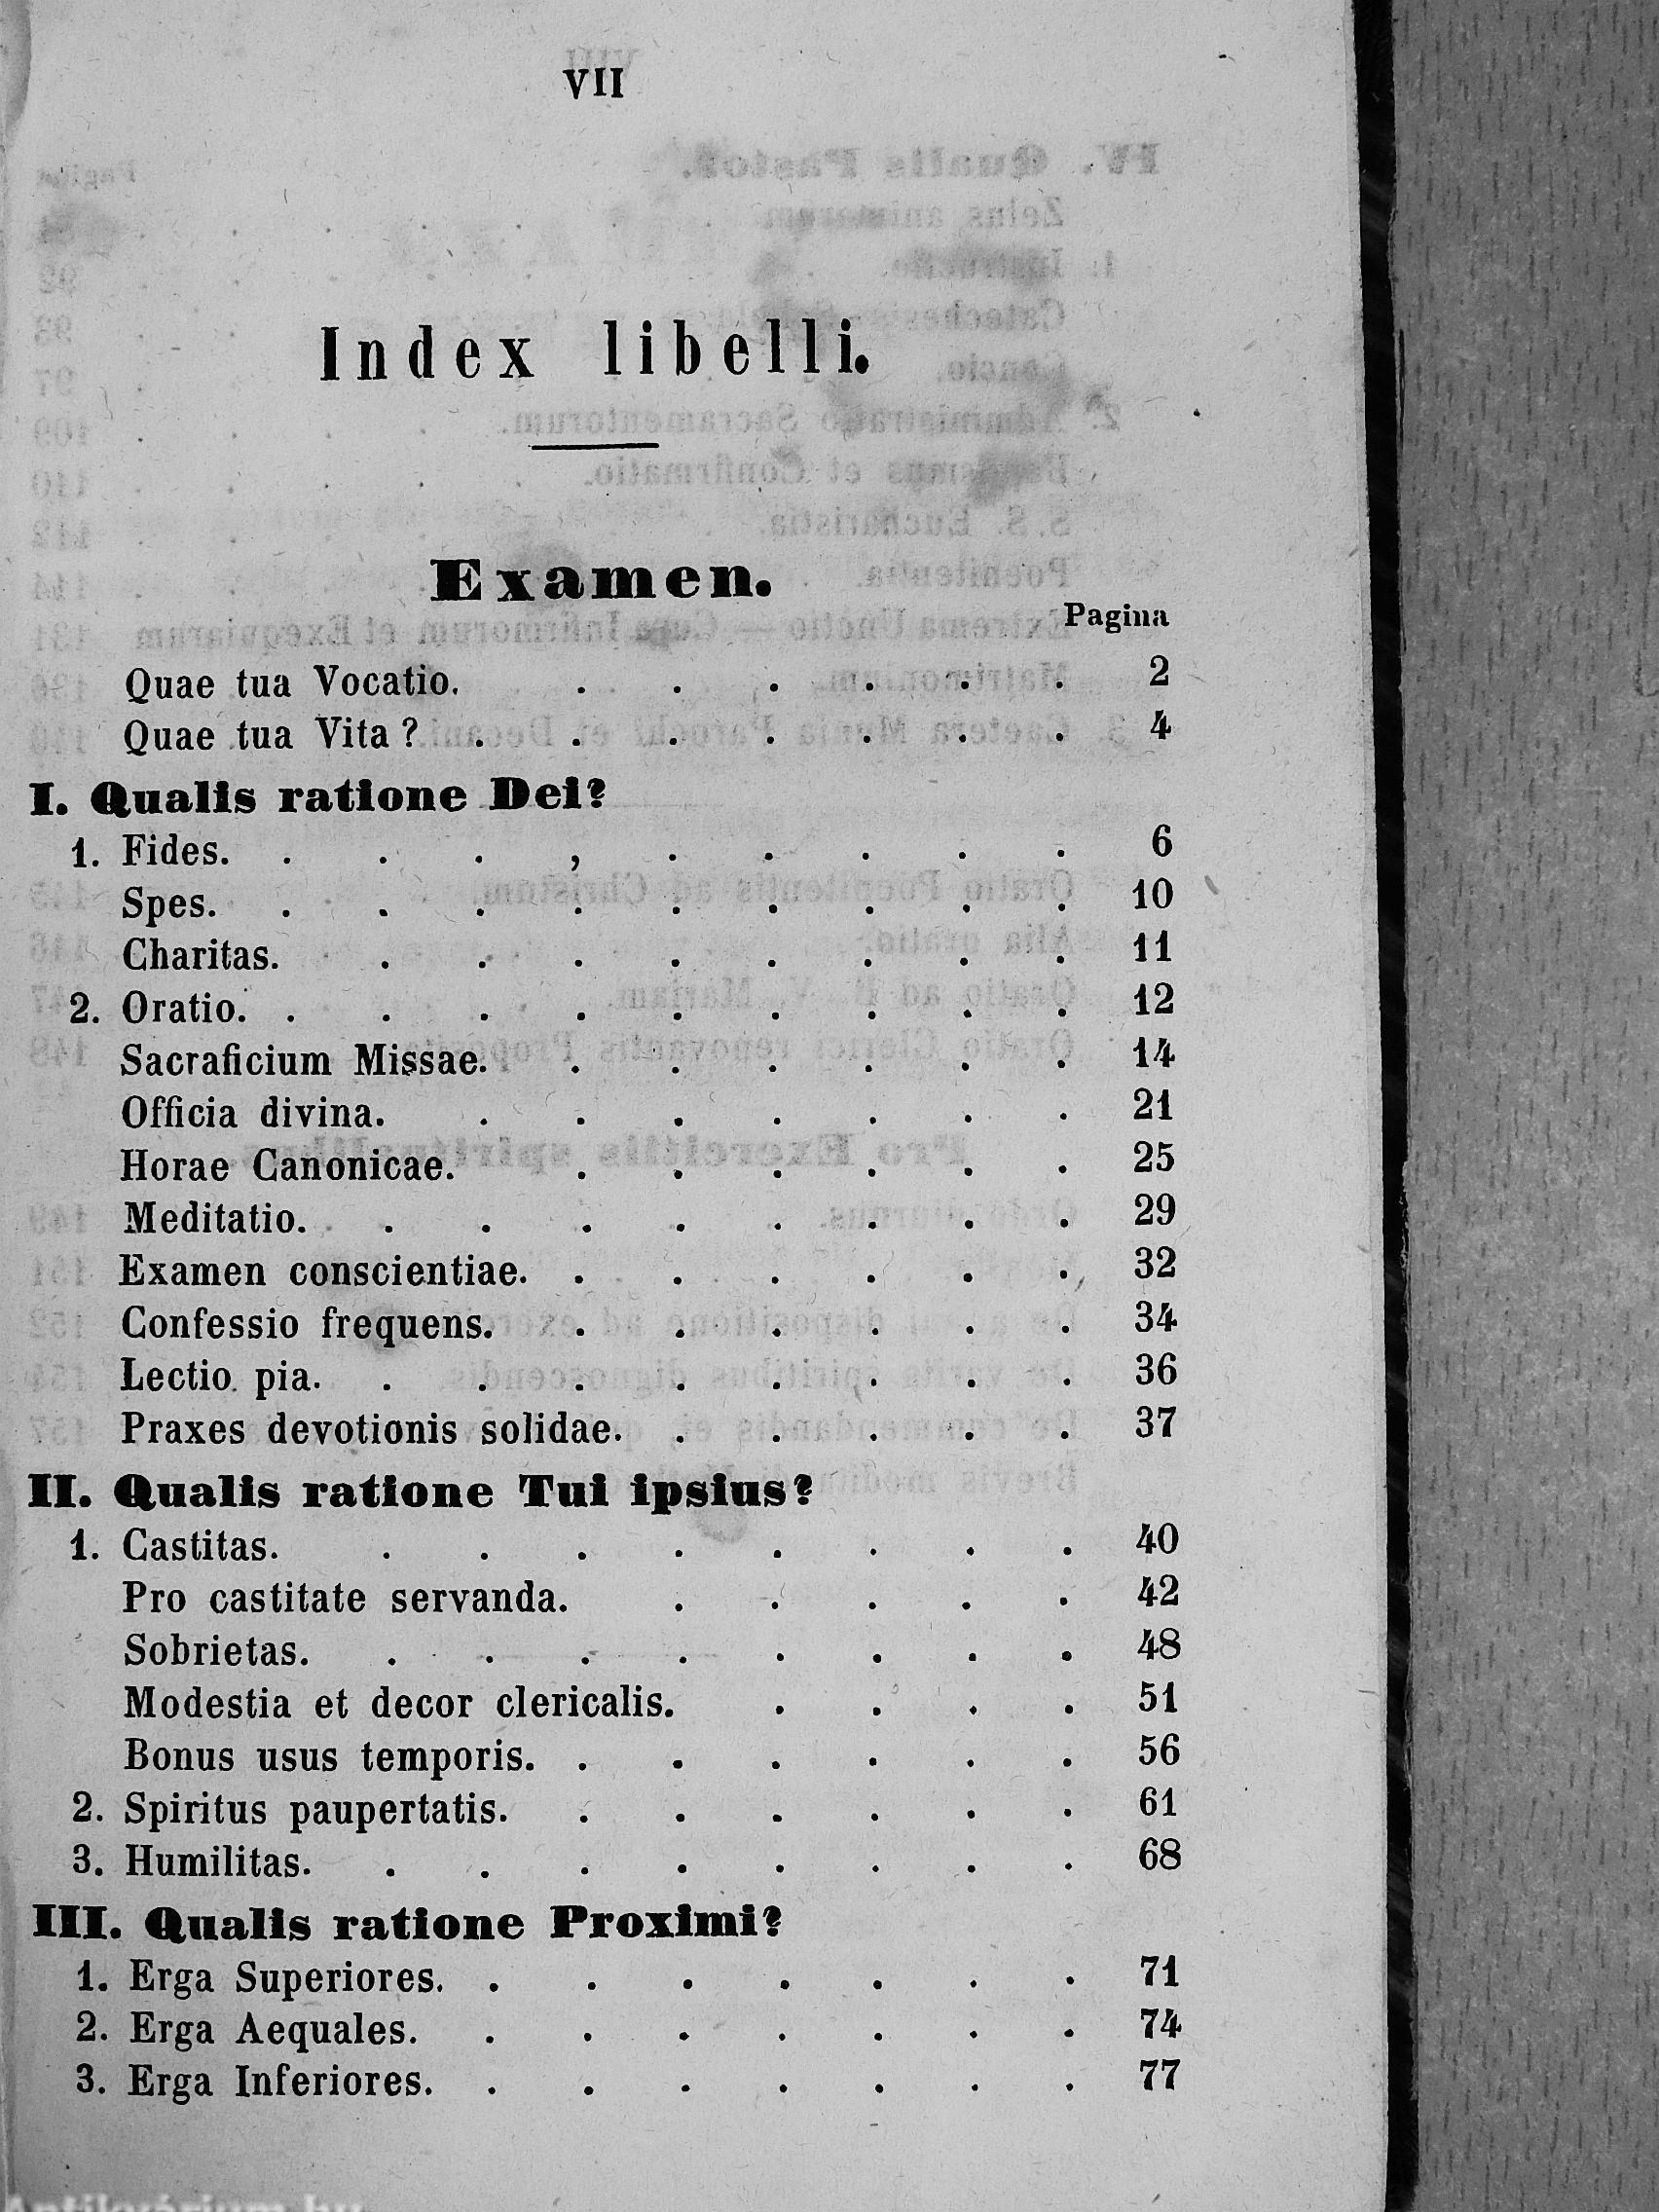 VII
Index libelli.
Examen.
Pagina
Quae tua Vocatio. . . . . . . 2
Quae tua Vita? . . . . . . . 4
I. Qualis ratione Dei?
1. Fides. . . . , . . . . . 6
Spes. . . . . . . . . . 10
Charitas. . . . . . . . . 11
2. Oratio. . . . . . . . . . 12
Sacraficium Missae. . . . . . . 14
Officia divina. . . . . . . . 21
Horae Canonicae. . . . . . . 25
Meditatio. . . . . . . . . 29
Examen conscientiae. . . . . . . 32
Confessio frequens. . . . . . . 34
Lectio pia. . . . . . . . . 36
Praxes devotionis solidae. . . . . . 37
II. Qualis ratione Tui ipsius?
1. Castitas. . . . . . . . . 40
Pro castitate servanda. . . . . . 42
Sobrietas. . . . . . . . . 48
Modestia et decor clericalis. . . . . 51
Bonus usus temporis. . . . . . . 56
2. Spiritus paupertatis. . . . . . . 61
3. Humilitas. . . . . . . . . 68
III. Qualis ratione Proximi?
1. Erga Superiores. . . . . . . . 71
2. Erga Aequales. . . . . . . . 74
3. Erga Inferiores. . . . . . . . 77